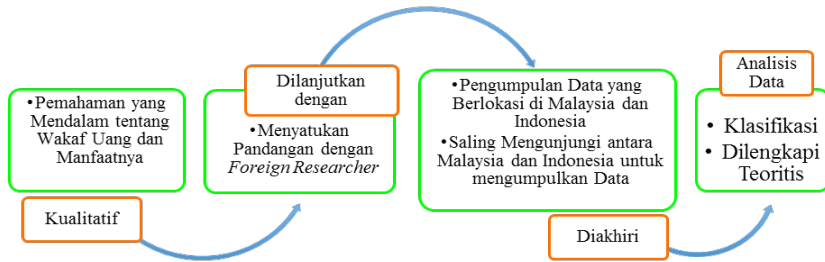 •Pemahaman yang
Mendalam tentang
Wakaf Uang dan
Manfaatnya
Kualitatif
Dilanjutkan
dengan
•Menyatukan
Pandangan dengan
Foreign Researcher
•Pengumpulan Data yang
Berlokasi di Malaysia dan
Indonesia
•Saling Mengunjungi antara
Malaysia dan Indonesia untuk
mengumpulkan Data
Diakhiri
Analisis
Data
• Klasifikasi
• Dilengkapi
Teoritis